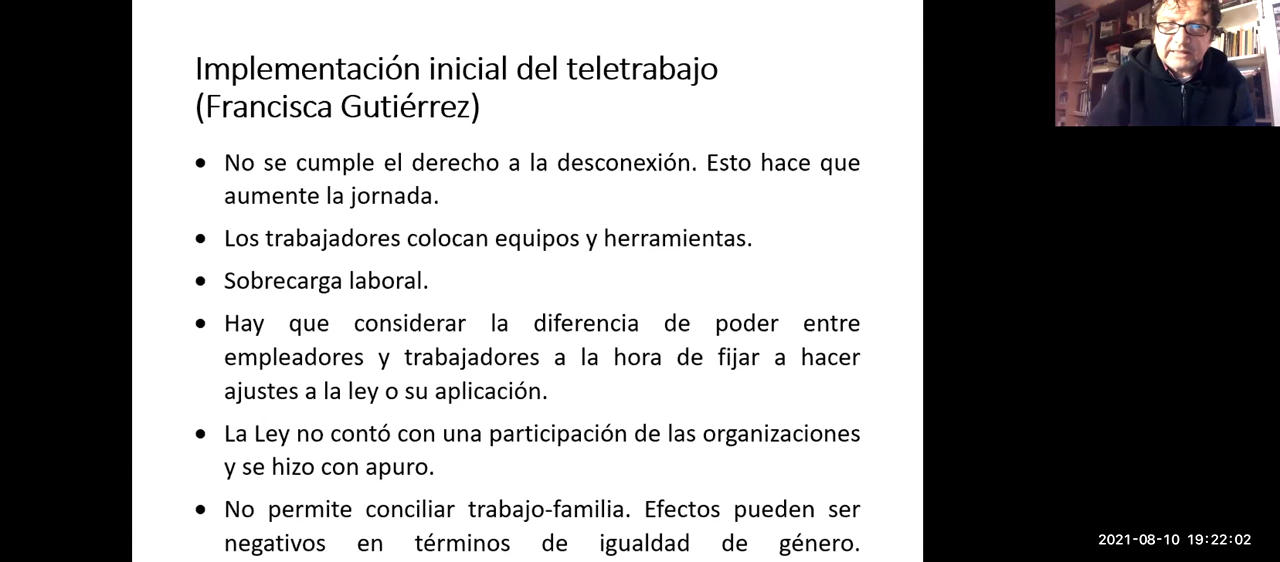 Implementación inicial del teletrabajo
(Francisca Gutiérrez)
• No se cumple el derecho a la desconexión. Esto hace que
aumente la jornada.
• Los trabajadores colocan equipos y herramientas.
• Sobrecarga laboral.
• Hay que considerar la diferencia de poder entre
empleadores y trabajadores a la hora de fijar a hacer
ajustes a la ley o su aplicación.
• La Ley no contó con una participación de las organizaciones
y se hizo con apuro.
• No permite conciliar trabajo-familia. Efectos pueden ser
negativos en términos de igualdad de género.
2021-08-10 19:22:02